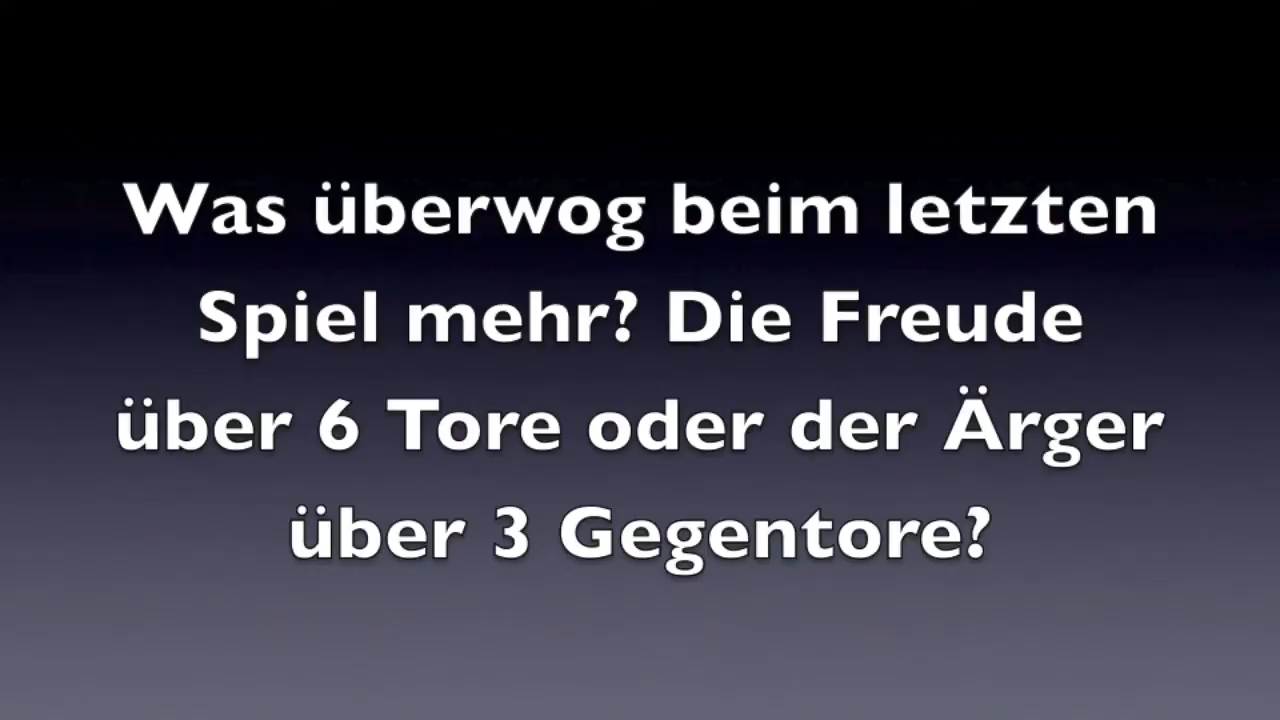 Was überwog beim letzten
Spiel mehr? Die Freude
über 6 Tore oder der Ärger
über 3 Gegentore?